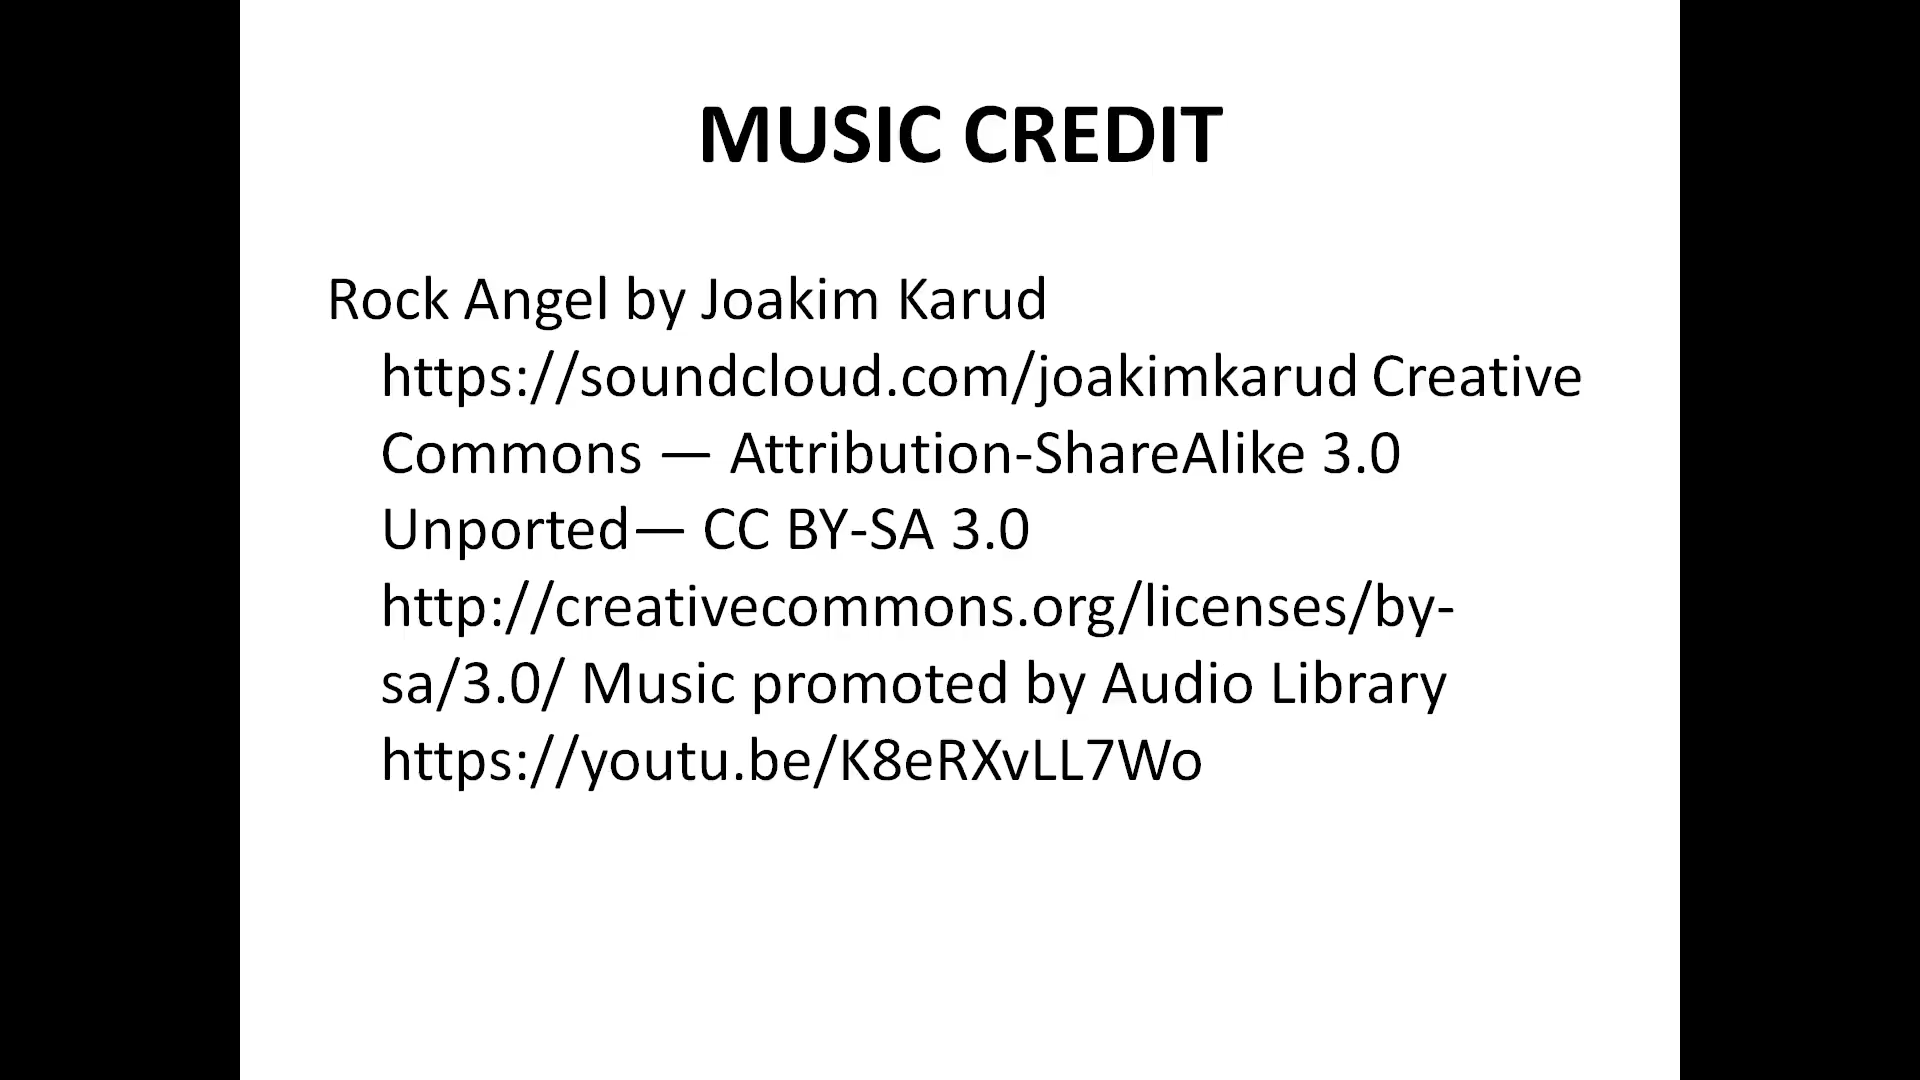 MUSIC CREDIT
Rock Angel by Joakim Karud
https://soundcloud.com/joakimkarud Creative
Commons — Attribution-ShareAlike 3.0
Unported— CC BY-SA 3.0
http://creativecommons.org/licenses/by-
sa/3.0/ Music promoted by Audio Library
https://youtu.be/K8eRXvLL7Wo